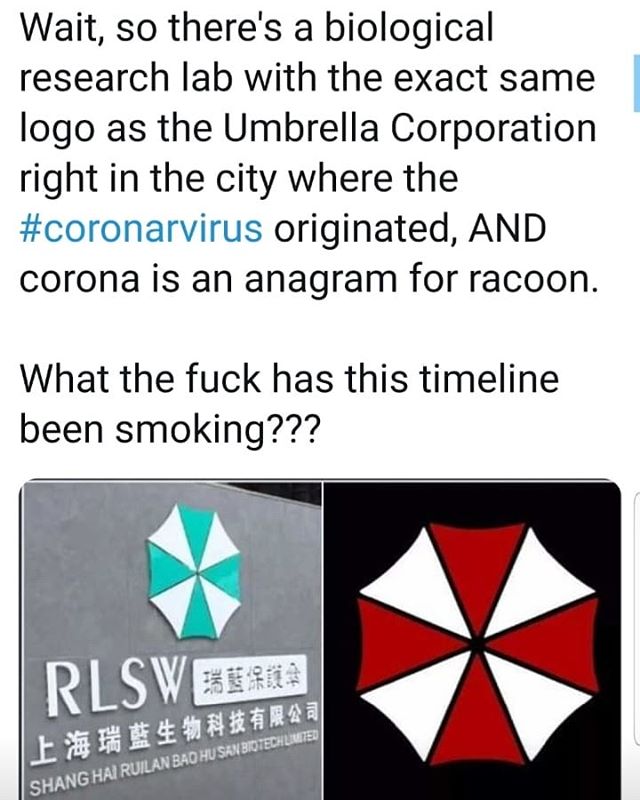 Wait, so there's a biological
research lab with the exact same
logo as the Umbrella Corporation
right in the city where the
#coronarvirus originated, AND
corona is an anagram for racoon.
What the fuck has this timeline
been smoking???
RLSW 瑞藍保護傘
上海瑞藍生物科技有限公司
SHANG HAI RUILAN BAO HU SAN BIOTECH LIMITED